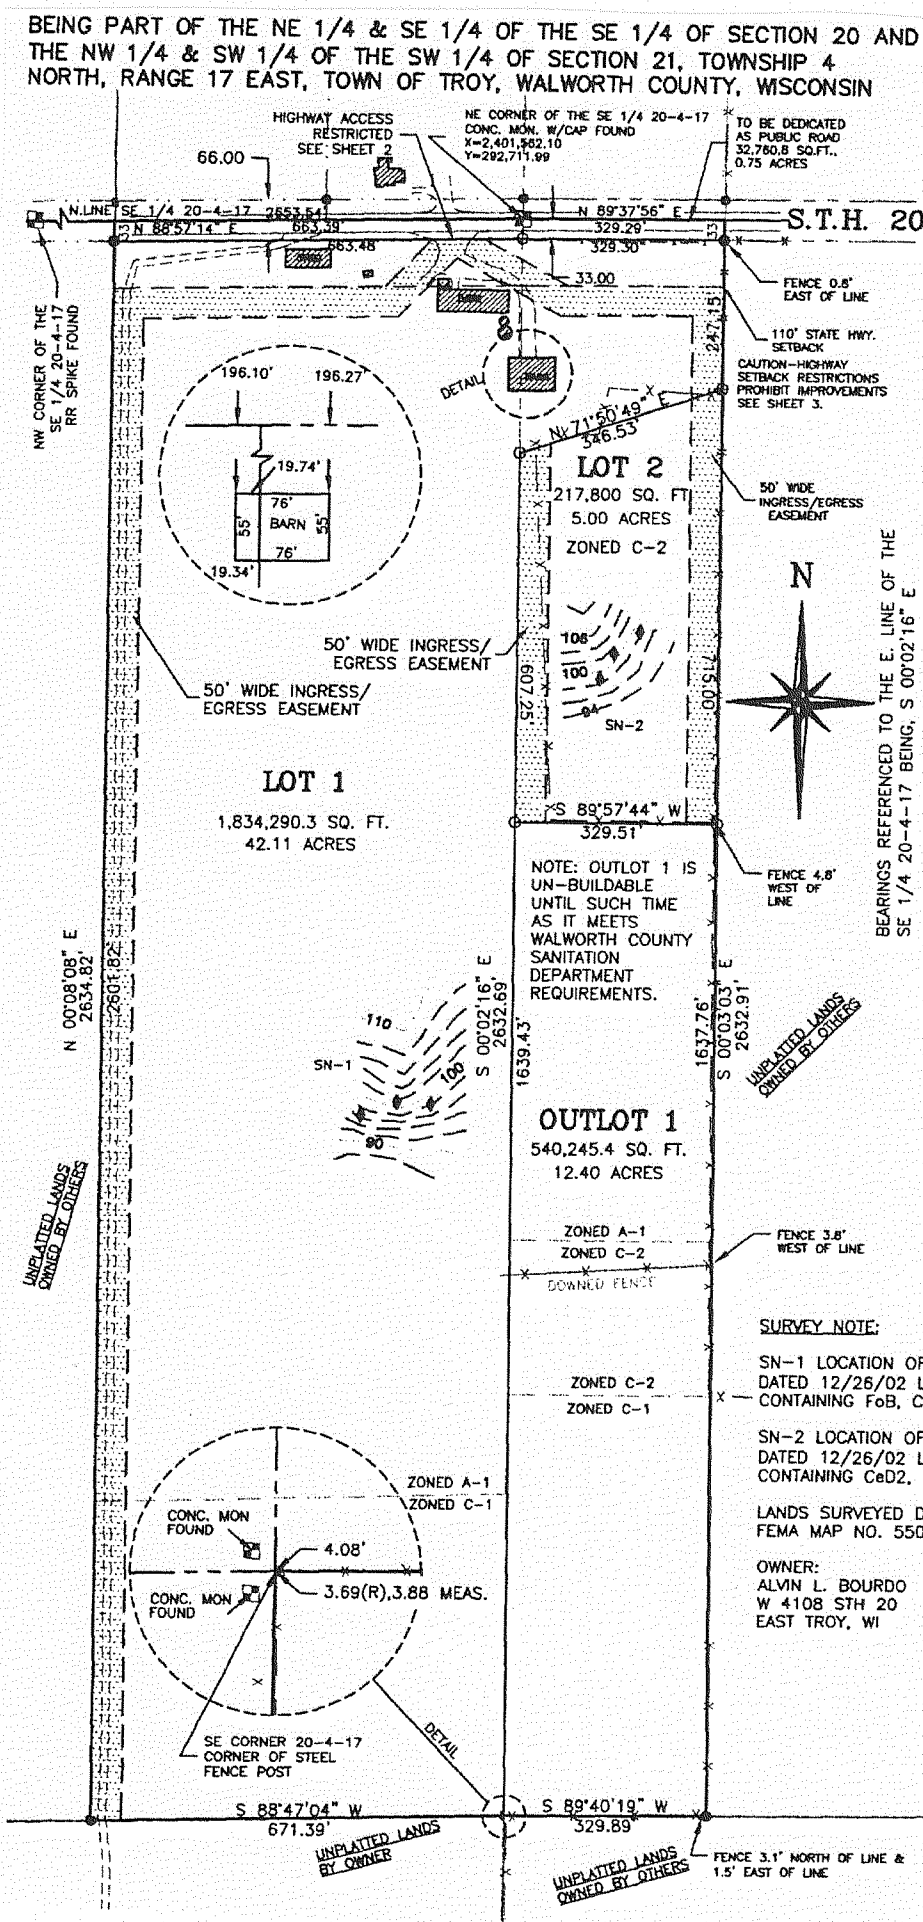 BEING PART OF THE NE 1/4 & SE 1/4 OF THE SE 1/4 OF SECTION 20 AND
THE NW 1/4 & SW 1/4 OF THE SW 1/4 OF SECTION 21, TOWNSHIP 4
NORTH, RANGE 17 EAST, TOWN OF TROY, WALWORTH COUNTY, WISCONSIN
HIGHWAY ACCESS
RESTRICTED
SEE SHEET 2
NE CORNER OF THE SE 1/4 20-4-17
CONC. MON. W/CAP FOUND
X=2,401,562.10
Y=292,711.99
TO BE DEDICATED
AS PUBLIC ROAD
32,760.8 SQ.FT.,
0.75 ACRES
66.00
N.LINE SE 1/4 20-4-17 2653.54'
N 89°37'56" E
S.T.H. 20
33
N 88°57'14" E
663.39'
329.29'
33
663.48
329.30'
33.00
FENCE 0.8'
EAST OF LINE
NW CORNER OF THE
SE 1/4 20-4-17
RR SPIKE FOUND
247.15
110' STATE HWY.
SETBACK
CAUTION-HIGHWAY
SETBACK RESTRICTIONS
PROHIBIT IMPROVEMENTS
SEE SHEET 3.
196.10'
196.27'
DETAIL
N 71°50'49" E
346.53'
19.74'
76'
55'
BARN
55'
76'
19.34'
LOT 2
217,800 SQ. FT
5.00 ACRES
ZONED C-2
50' WIDE
INGRESS/EGRESS
EASEMENT
N
BEARINGS REFERENCED TO THE E. LINE OF THE
SE 1/4 20-4-17 BEING, S 00°02'16" E
50' WIDE INGRESS/
EGRESS EASEMENT
106
100
94
SN-2
607.25'
715.00
50' WIDE INGRESS/
EGRESS EASEMENT
LOT 1
1,834,290.3 SQ. FT.
42.11 ACRES
S 89°57'44" W
329.51'
NOTE: OUTLOT 1 IS
UN-BUILDABLE
UNTIL SUCH TIME
AS IT MEETS
WALWORTH COUNTY
SANITATION
DEPARTMENT
REQUIREMENTS.
FENCE 4.8'
WEST OF
LINE
N 00°08'08" E
2634.82'
2601.82'
S 00°02'16" E
2632.69'
1639.43'
1637.76'
S 00°03'03" E
2632.91'
UNPLATTED LANDS
OWNED BY OTHERS
110
SN-1
100
90
OUTLOT 1
540,245.4 SQ. FT.
12.40 ACRES
UNPLATTED LANDS
OWNED BY OTHERS
ZONED A-1
ZONED C-2
DOWNED FENCE
FENCE 3.8'
WEST OF LINE
SURVEY NOTE:
SN-1 LOCATION OF
DATED 12/26/02 L
CONTAINING FoB, C
ZONED C-2
ZONED C-1
SN-2 LOCATION OF
DATED 12/26/02 L
CONTAINING CeD2,
ZONED A-1
ZONED C-1
LANDS SURVEYED D
FEMA MAP NO. 550
CONC. MON
FOUND
4.08'
3.69(R),3.88 MEAS.
CONC. MON
FOUND
OWNER:
ALVIN L. BOURDO
W 4108 STH 20
EAST TROY, WI
SE CORNER 20-4-17
CORNER OF STEEL
FENCE POST
DETAIL
S 88°47'04" W
671.39'
S 89°40'19" W
329.89'
UNPLATTED LANDS
BY OWNER
UNPLATTED LANDS
OWNED BY OTHERS
FENCE 3.1' NORTH OF LINE &
1.5' EAST OF LINE